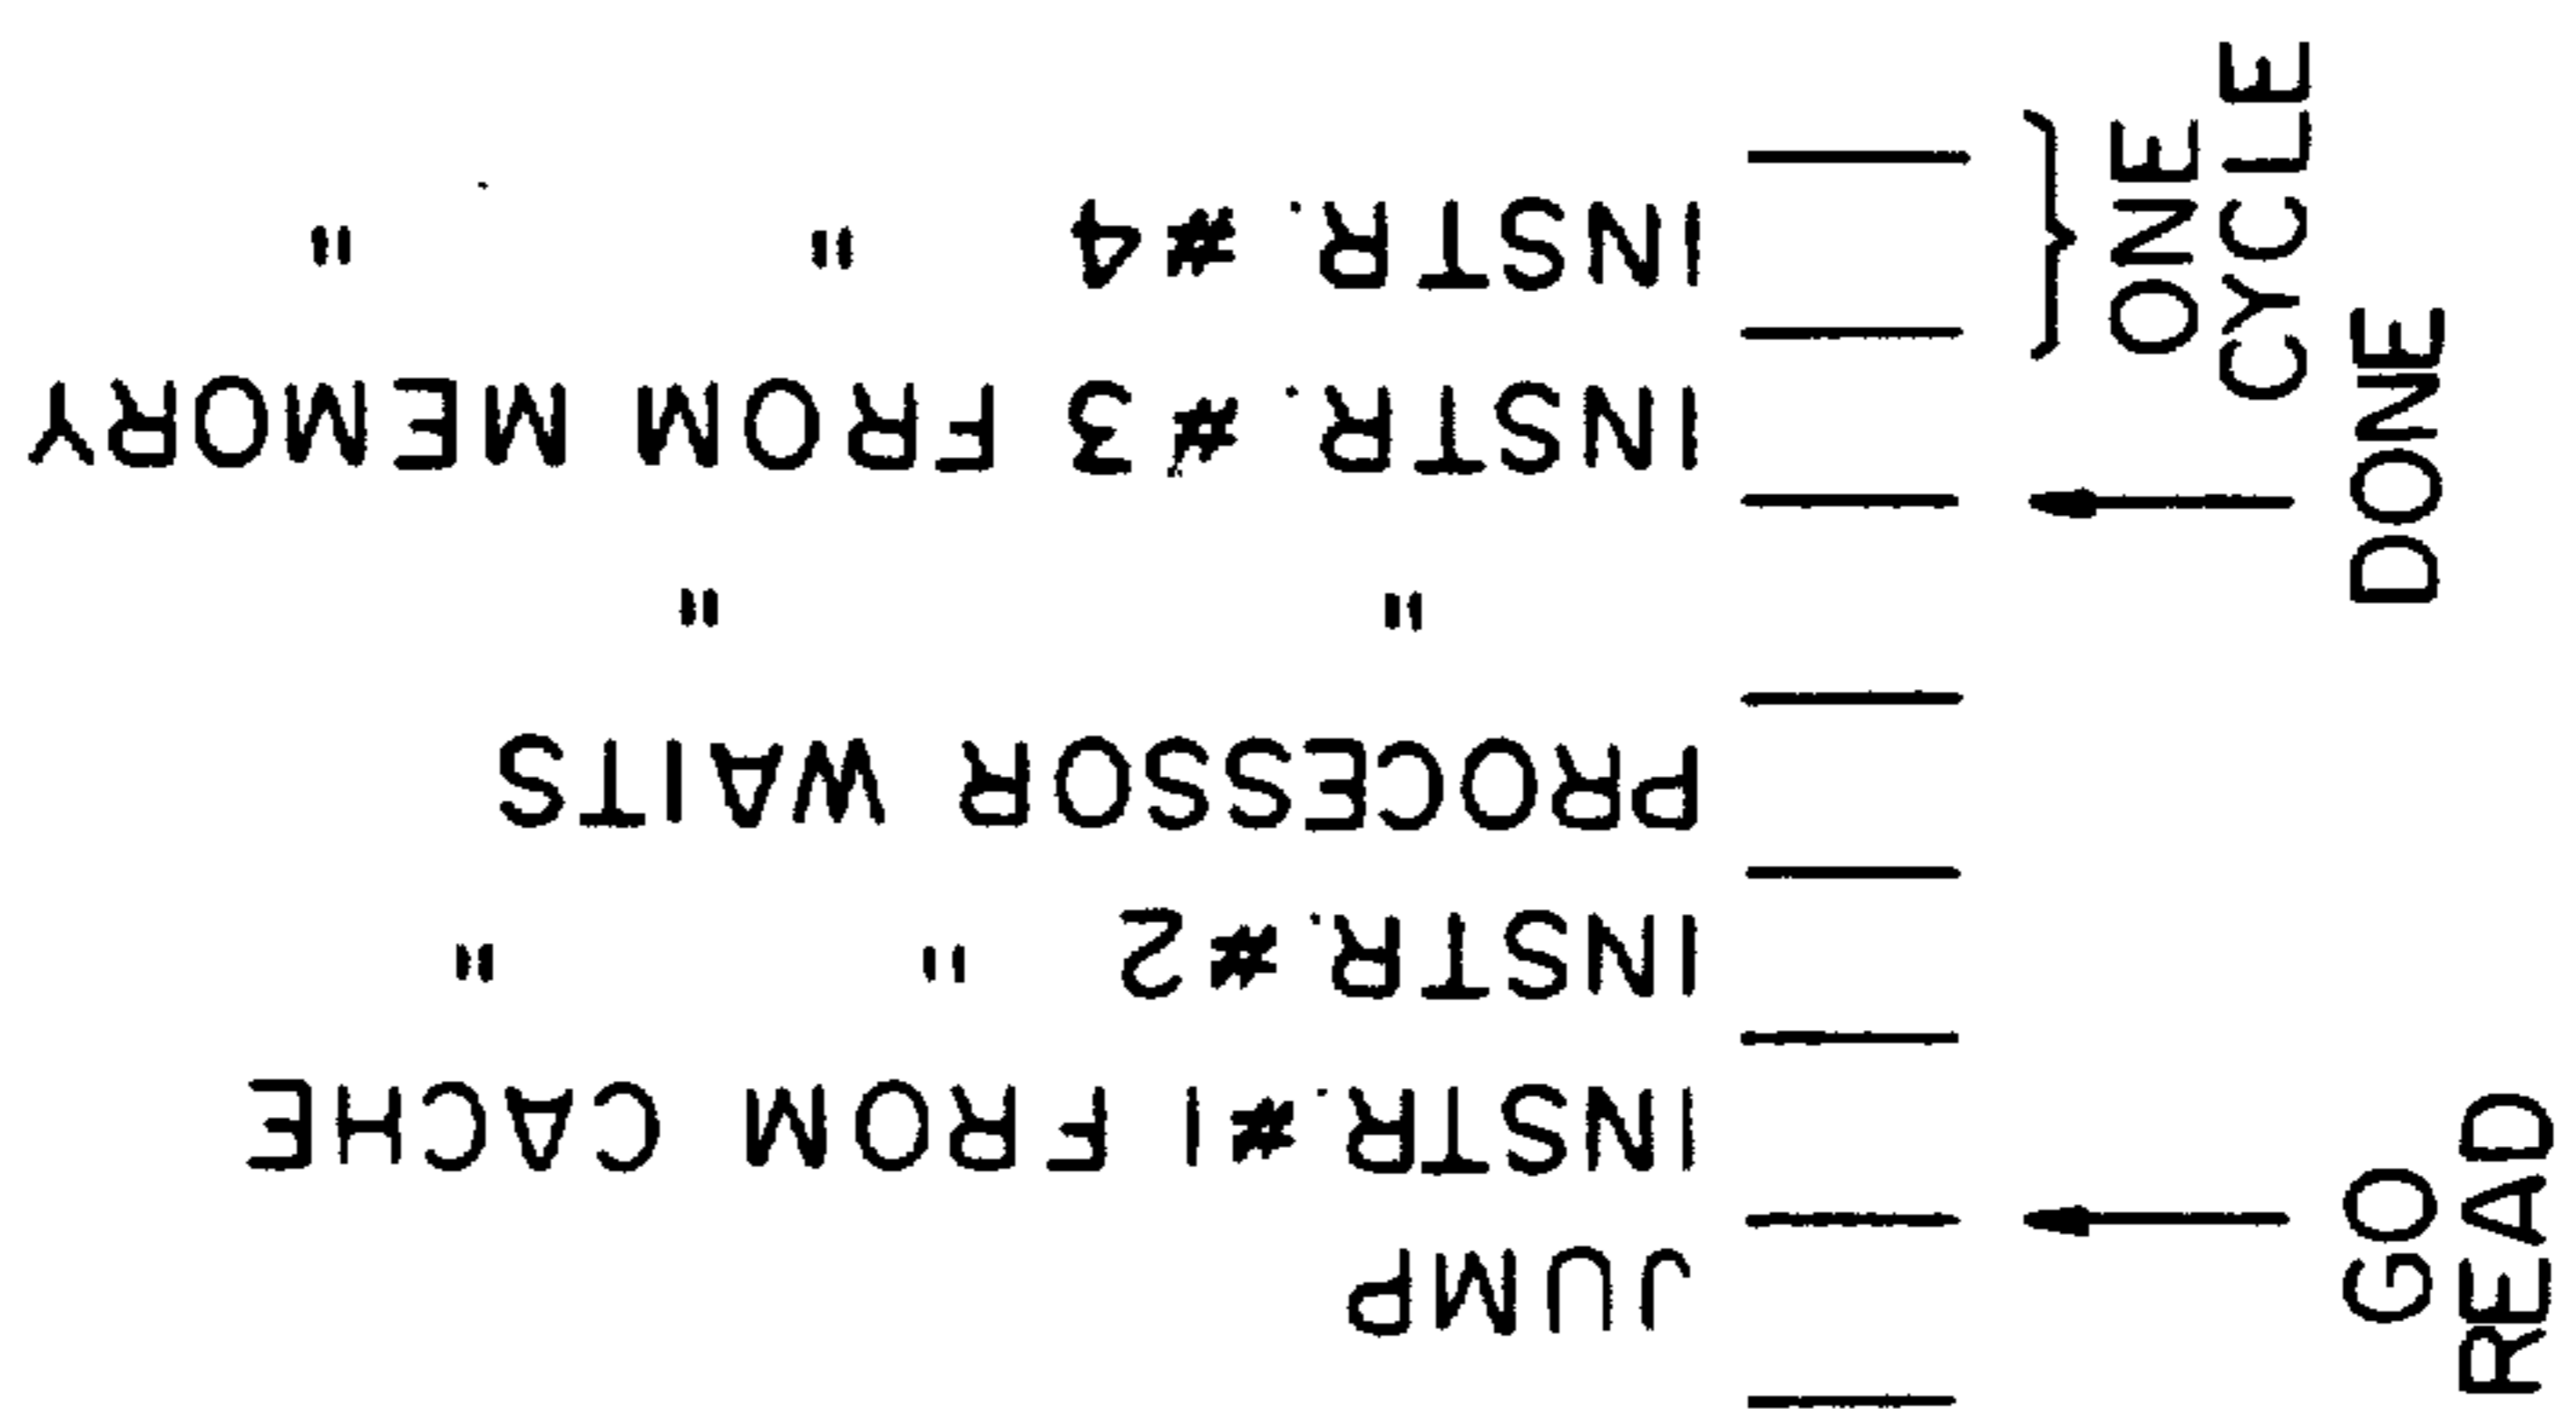 JUMP
INSTR. #1 FROM CACHE
INSTR. #2 " "
PROCESSOR WAITS
" "
INSTR. #3 FROM MEMORY
INSTR. #4 " "
GO
READ
DONE
ONE
CYCLE